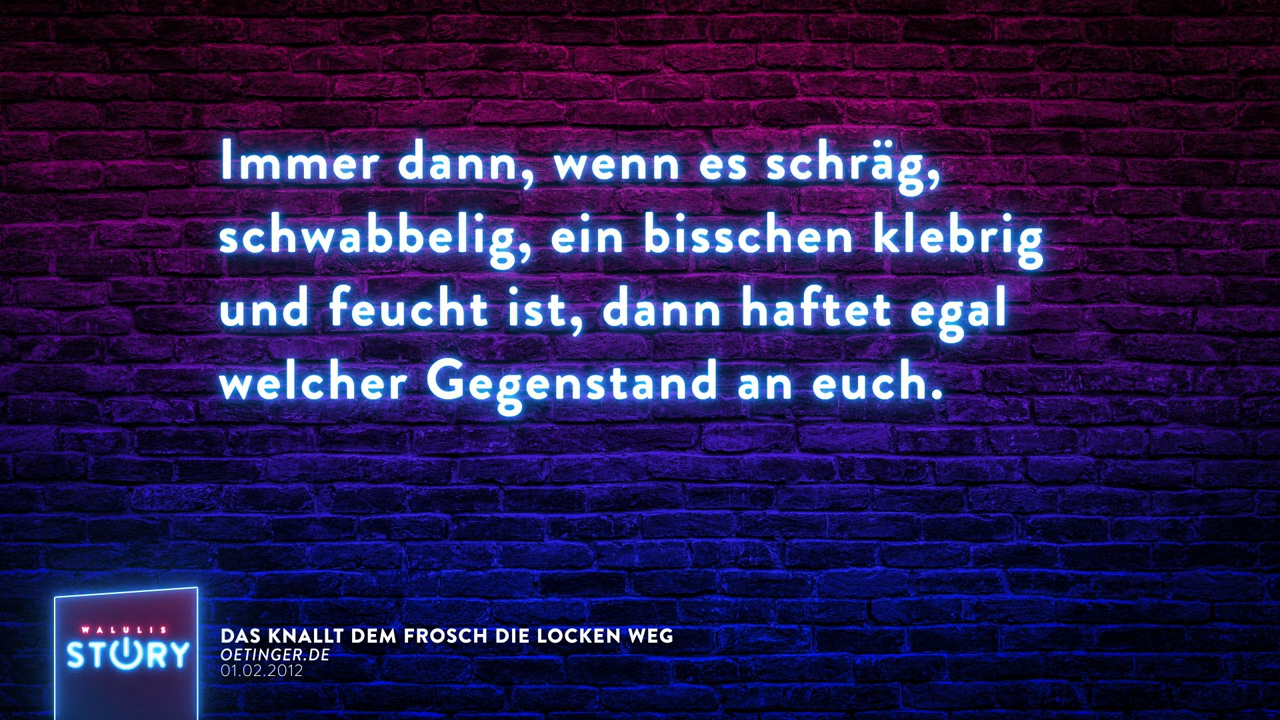 Immer dann, wenn es schräg,
schwabbelig, ein bisschen klebrig
und feucht ist, dann haftet egal
welcher Gegenstand an euch.
WALULIS
STORY
DAS KNALLT DEM FROSCH DIE LOCKEN WEG
OETINGER.DE
01.02.2012